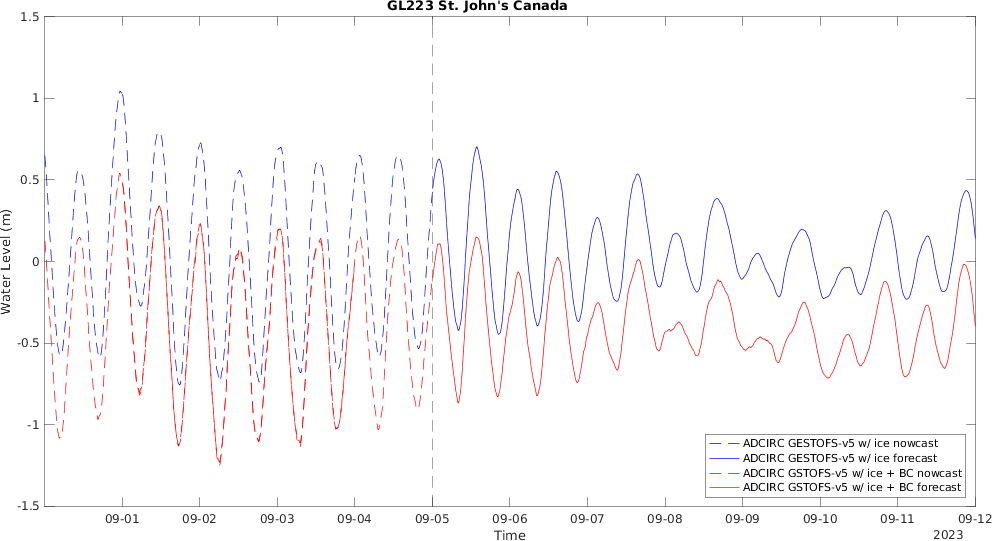 GL223 St. John's Canada
1.5
1
0.5
0
-0.5
-1
-1.5
Water Level (m)
ADCIRC GESTOFS-v5 w/ ice nowcast
ADCIRC GESTOFS-v5 w/ ice forecast
ADCIRC GSTOFS-v5 w/ ice + BC nowcast
ADCIRC GSTOFS-v5 w/ ice + BC forecast
09-01 09-02 09-03 09-04 09-05 09-06 09-07 09-08 09-09 09-10 09-11 09-12
Time
2023